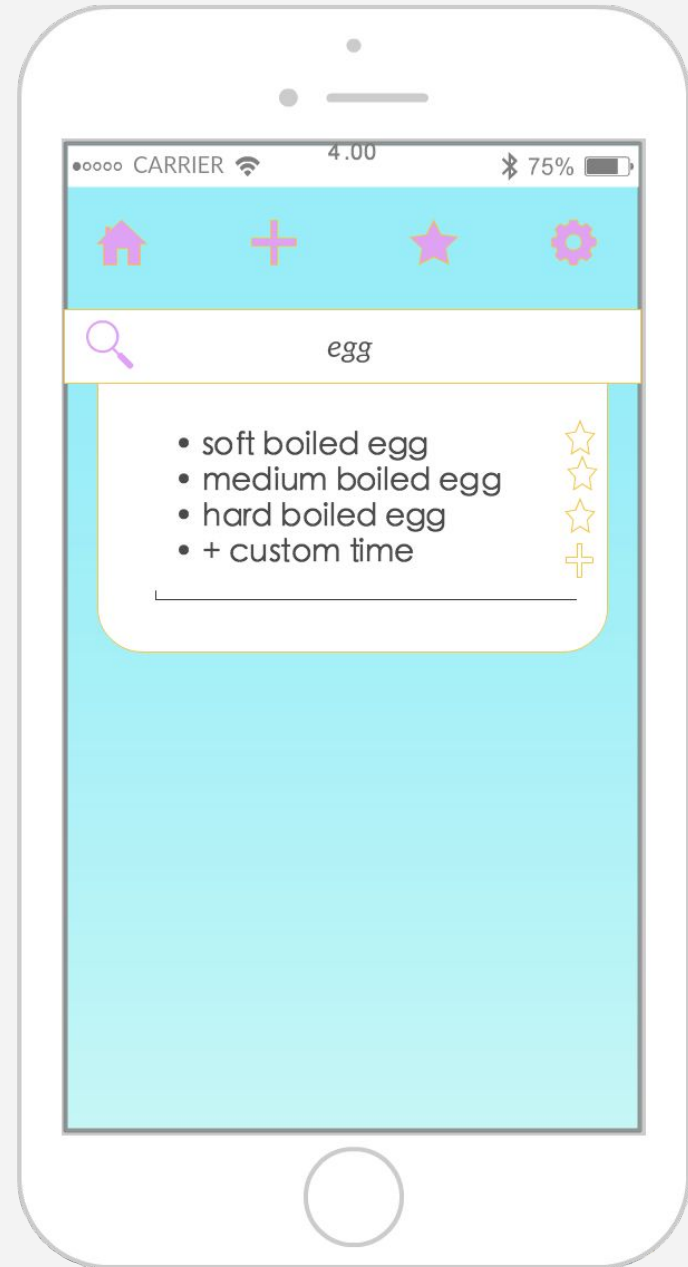 CARRIER 4.00 75%
egg
• soft boiled egg
• medium boiled egg
• hard boiled egg
• + custom time